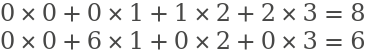 0 × 0 + 0 × 1 + 1 × 2 + 2 × 3 = 8
0 × 0 + 6 × 1 + 0 × 2 + 0 × 3 = 6